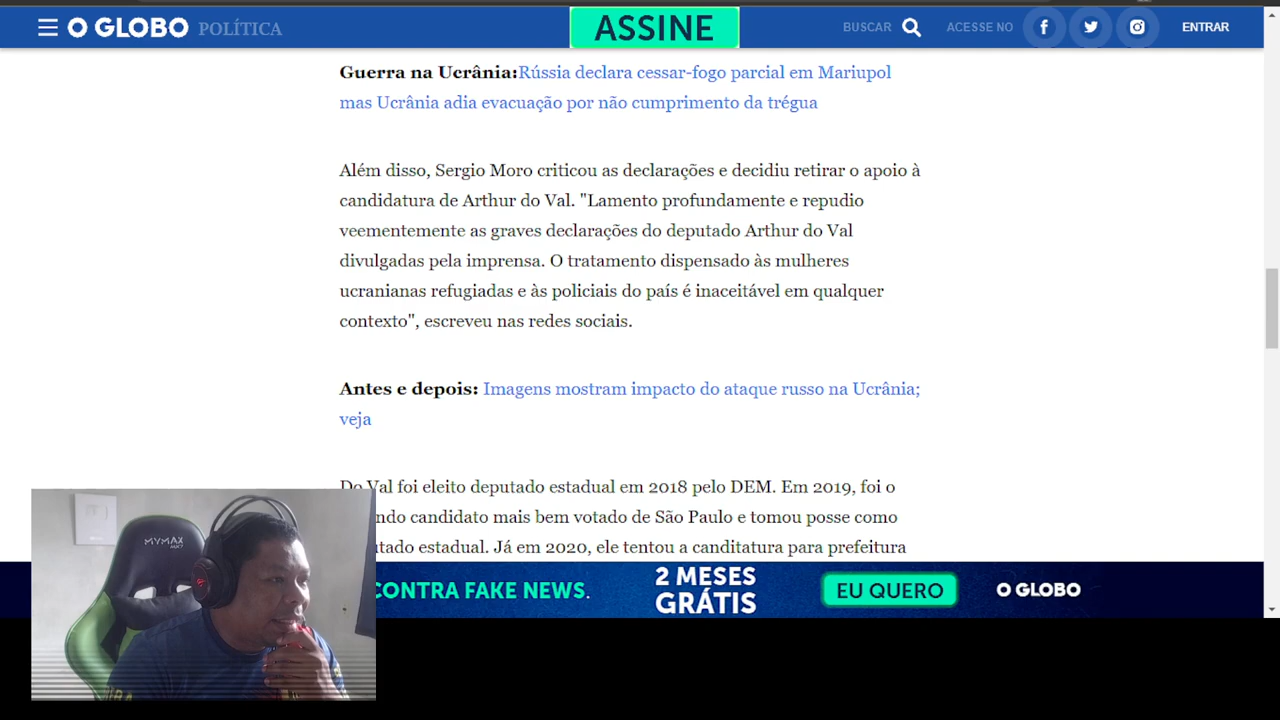 O GLOBO POLÍTICA ASSINE BUSCAR ACESSE NO ENTRAR
Guerra na Ucrânia:Rússia declara cessar-fogo parcial em Mariupol
mas Ucrânia adia evacuação por não cumprimento da trégua
Além disso, Sergio Moro criticou as declarações e decidiu retirar o apoio à
candidatura de Arthur do Val. "Lamento profundamente e repudio
veementemente as graves declarações do deputado Arthur do Val
divulgadas pela imprensa. O tratamento dispensado às mulheres
ucranianas refugiadas e às policiais do país é inaceitável em qualquer
contexto", escreveu nas redes sociais.
Antes e depois: Imagens mostram impacto do ataque russo na Ucrânia;
veja
Do Val foi eleito deputado estadual em 2018 pelo DEM. Em 2019, foi o
ndo candidato mais bem votado de São Paulo e tomou posse como
utado estadual. Já em 2020, ele tentou a canditatura para prefeitura
CONTRA FAKE NEWS.
2 MESES
GRÁTIS
EU QUERO
O GLOBO
MYMAX